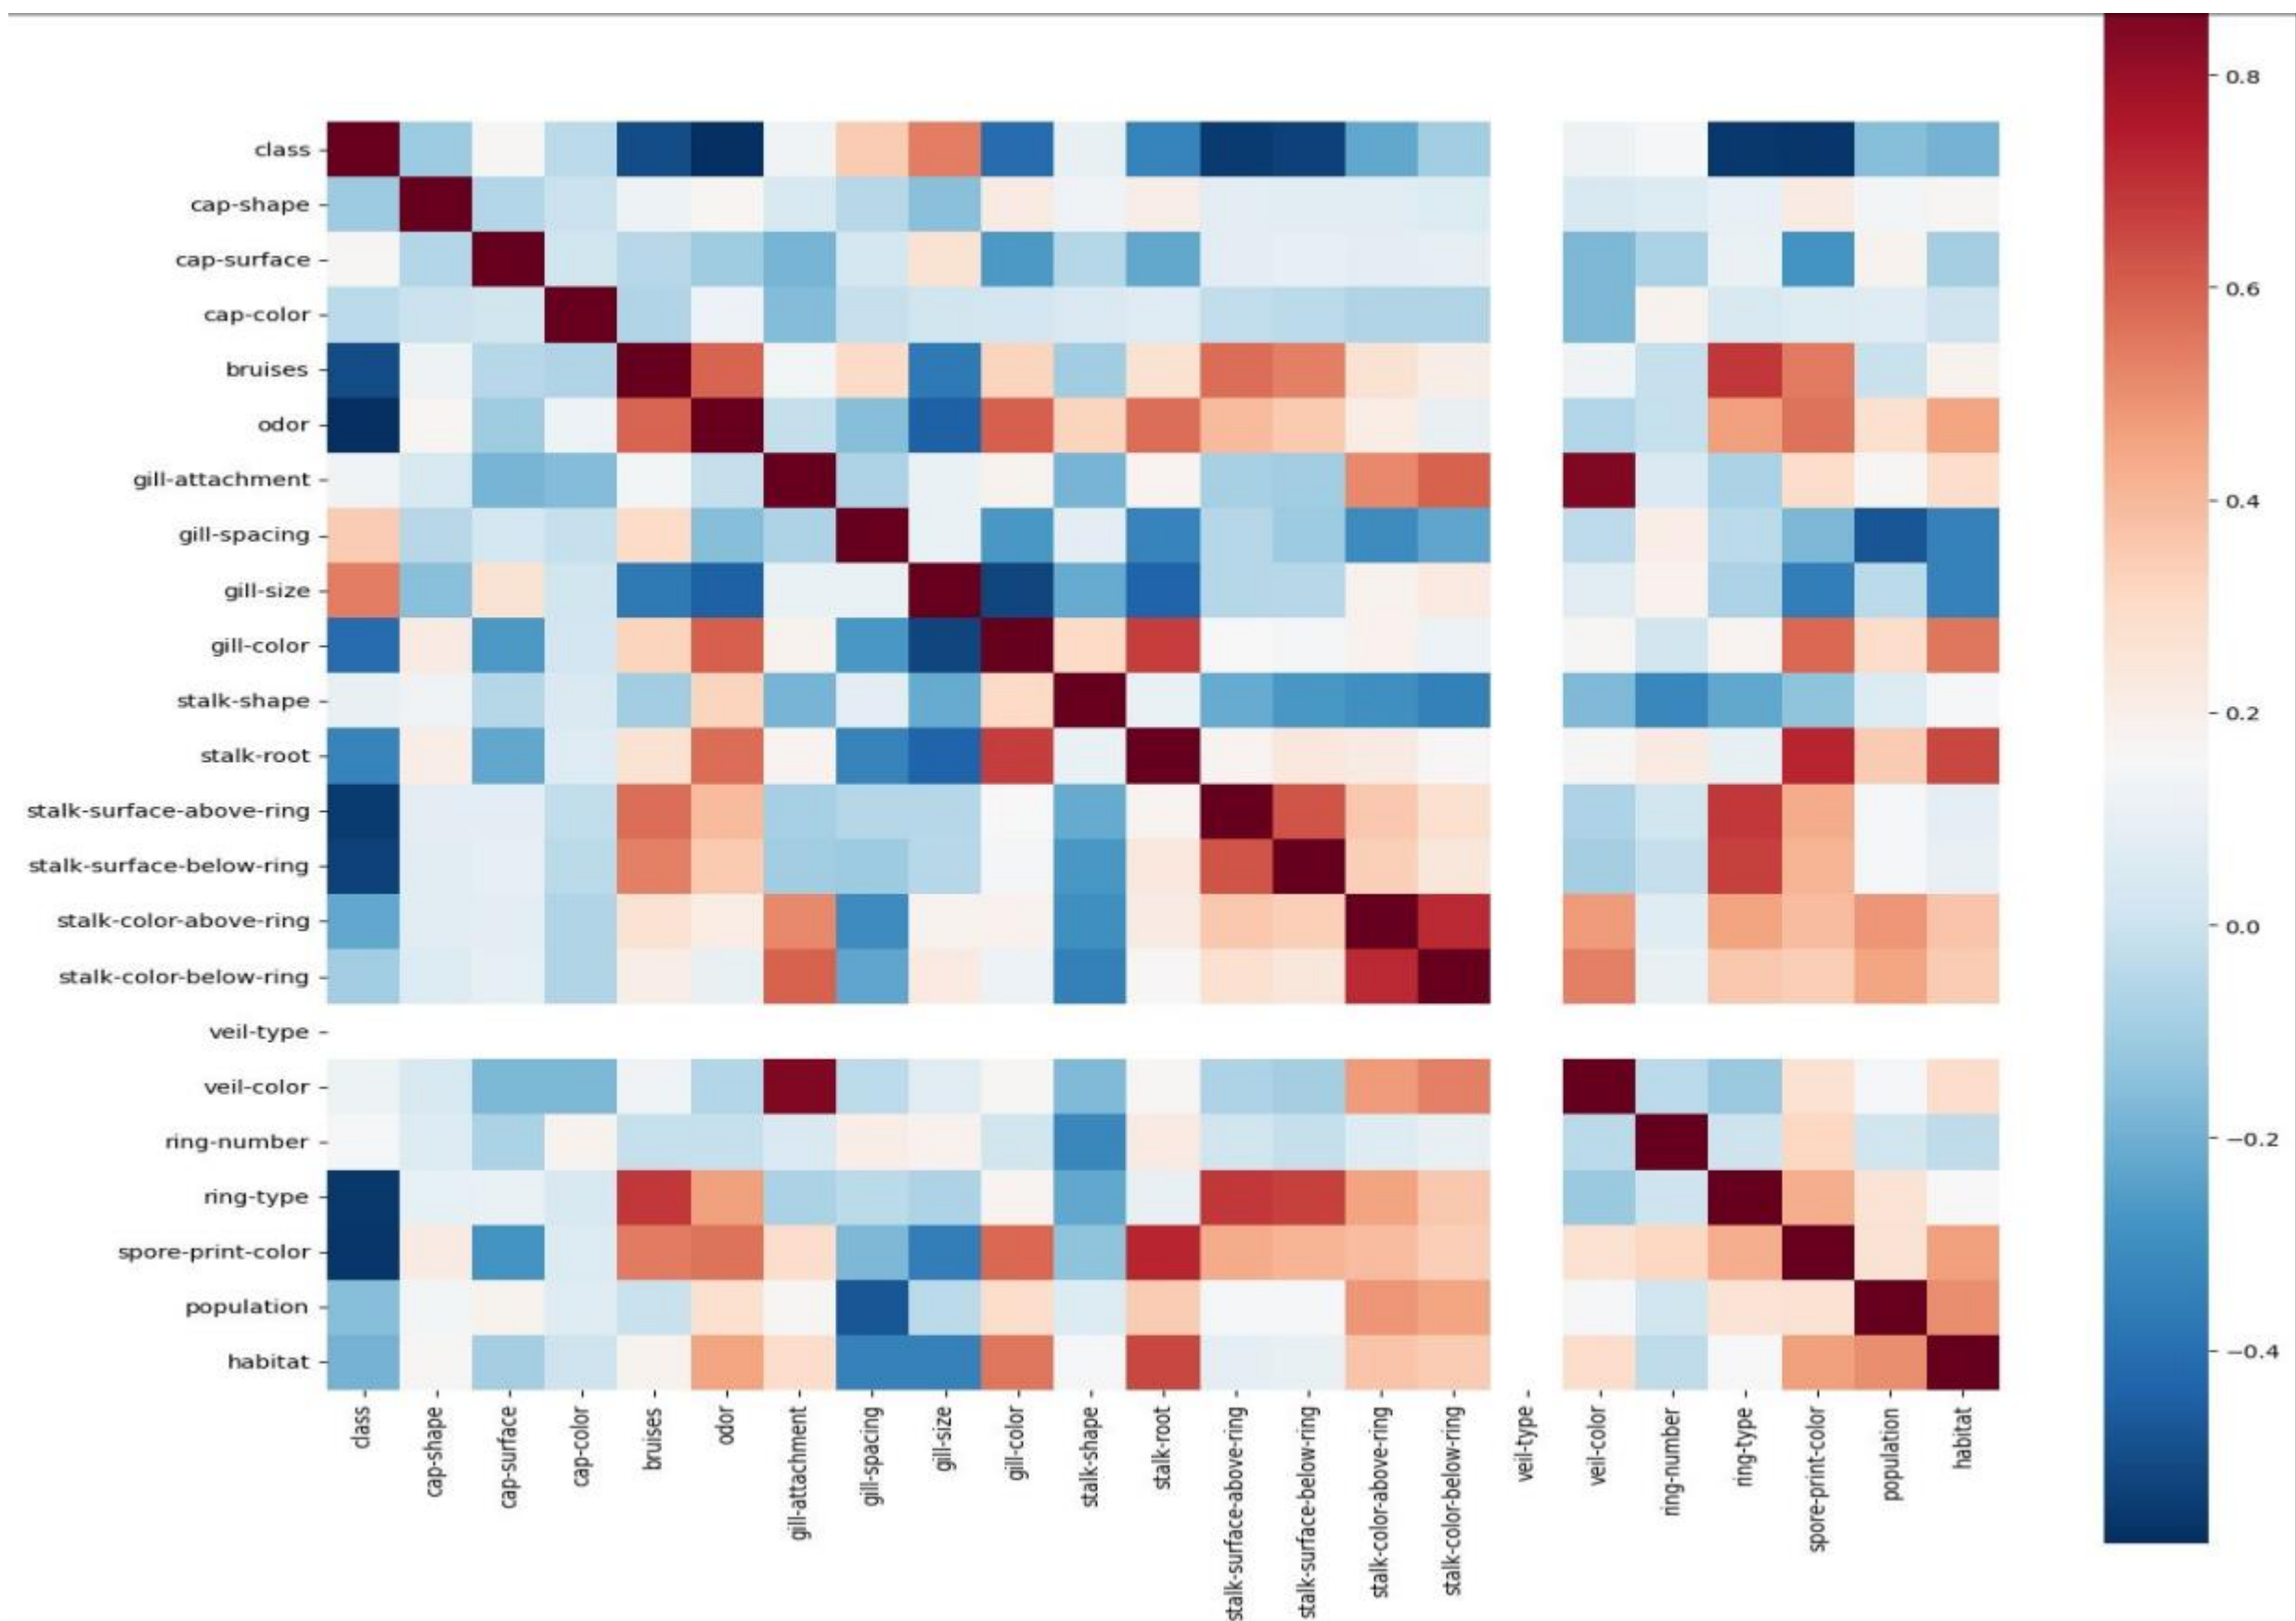 class
cap-shape
cap-surface
cap-color
bruises
odor
gill-attachment
gill-spacing
gill-size
gill-color
stalk-shape
stalk-root
stalk-surface-above-ring
stalk-surface-below-ring
stalk-color-above-ring
stalk-color-below-ring
veil-type
veil-color
ring-number
ring-type
spore-print-color
population
habitat
class
cap-shape
cap-surface
cap-color
bruises
odor
gill-attachment
gill-spacing
gill-size
gill-color
stalk-shape
stalk-root
stalk-surface-above-ring
stalk-surface-below-ring
stalk-color-above-ring
stalk-color-below-ring
veil-type
veil-color
ring-number
ring-type
spore-print-color
population
habitat
0.8
0.6
0.4
0.2
0.0
−0.2
−0.4